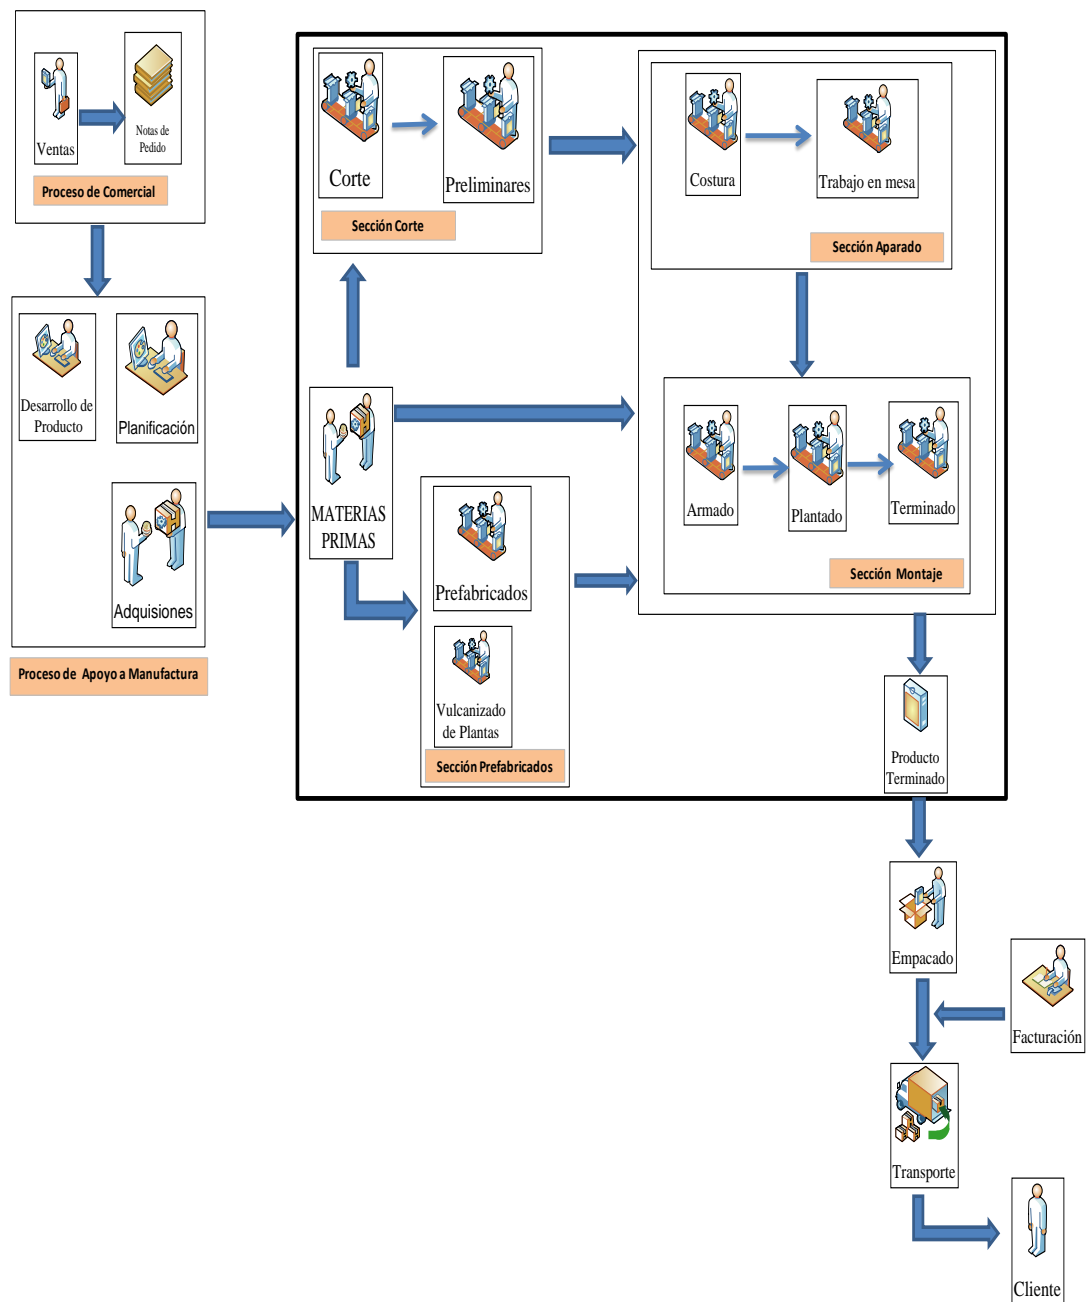 Ventas
Notas de
Pedido
Proceso de Comercial
Desarrollo de
Producto
Planificación
Adquisiones
Proceso de Apoyo a Manufactura
Corte
Preliminares
Sección Corte
MATERIAS
PRIMAS
Prefabricados
Vulcanizado
de Plantas
Sección Prefabricados
Costura
Trabajo en mesa
Sección Aparado
Armado
Plantado
Terminado
Sección Montaje
Producto
Terminado
Empacado
Facturación
Transporte
Cliente